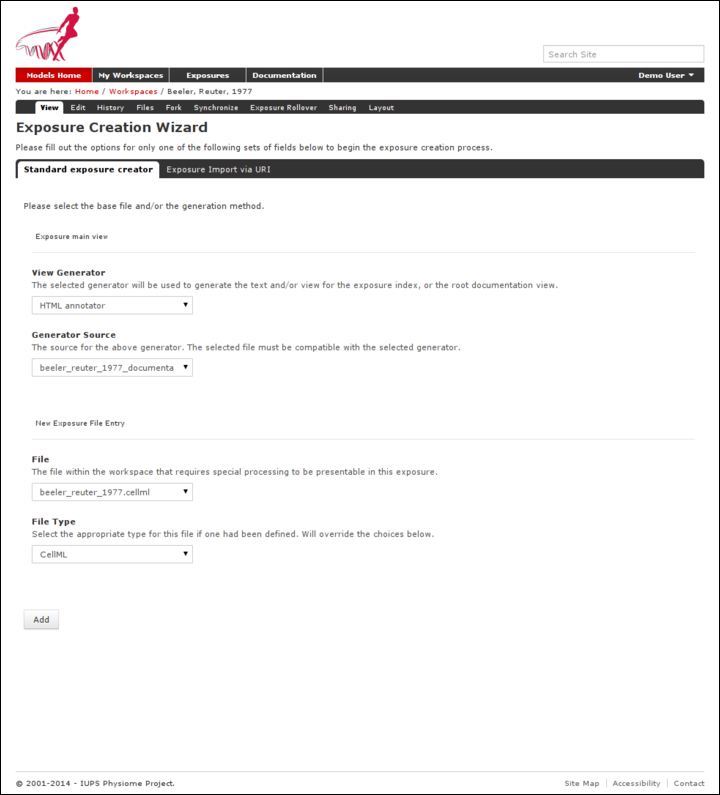 Search Site
Models Home My Workspaces Exposures Documentation Demo User
You are here: Home / Workspaces / Beeler, Reuter, 1977
View Edit History Files Fork Synchronize Exposure Rollover Sharing Layout
Exposure Creation Wizard
Please fill out the options for only one of the following sets of fields below to begin the exposure creation process.
Standard exposure creator Exposure Import via URI
Please select the base file and/or the generation method.
Exposure main view
View Generator
The selected generator will be used to generate the text and/or view for the exposure index, or the root documentation view.
HTML annotator
Generator Source
The source for the above generator. The selected file must be compatible with the selected generator.
beeler_reuter_1977_documenta
New Exposure File Entry
File
The file within the workspace that requires special processing to be presentable in this exposure.
beeler_reuter_1977.cellml
File Type
Select the appropriate type for this file if one had been defined. Will override the choices below.
CellML
Add
© 2001-2014 - IUPS Physiome Project.
Site Map Accessibility Contact